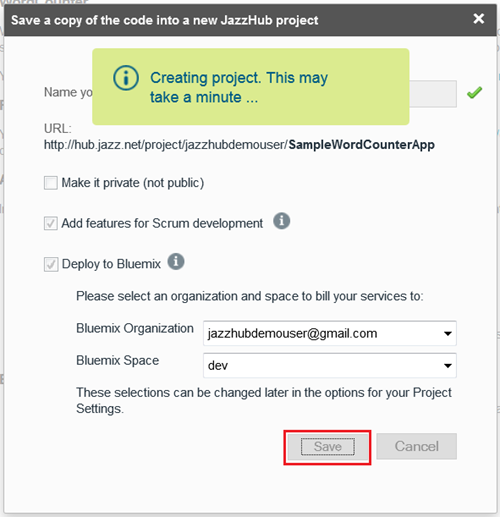 Save a copy of the code into a new JazzHub project
Creating project. This may
take a minute ...
Name yo
URL:
http://hub.jazz.net/project/jazzhubdemouser/SampleWordCounterApp
Make it private (not public)
Add features for Scrum development
Deploy to Bluemix
Please select an organization and space to bill your services to:
Bluemix Organization
jazzhubdemouser@gmail.com
Bluemix Space
dev
These selections can be changed later in the options for your Project
Settings.
Save
Cancel